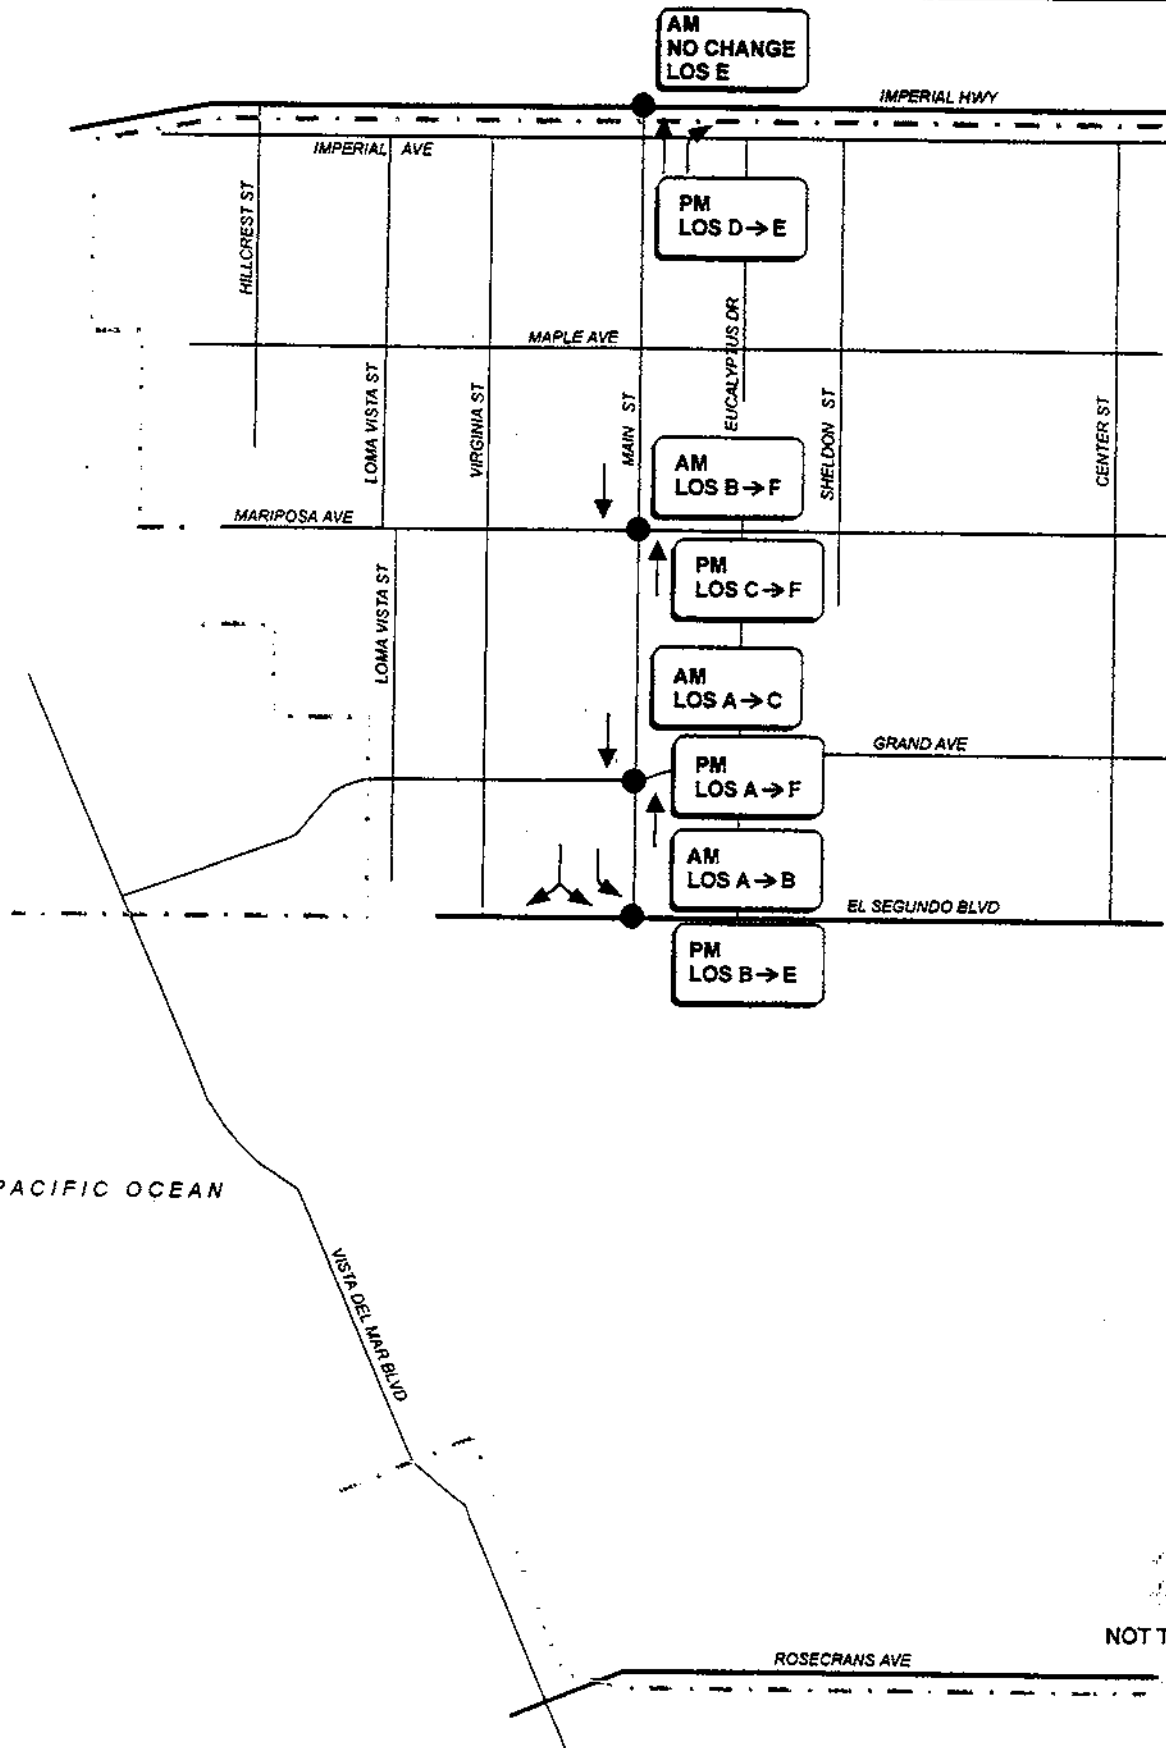 AM
NO CHANGE
LOS E
IMPERIAL HWY
IMPERIAL AVE
HILLCREST ST
PM
LOS D→E
EUCALYPTUS DR
MAPLE AVE
LOMA VISTA ST
VIRGINIA ST
MAIN ST
SHELDON ST
CENTER ST
AM
LOS B→F
MARIPOSA AVE
PM
LOS C→F
LOMA VISTA ST
AM
LOS A→C
GRAND AVE
PM
LOS A→F
AM
LOS A→B
EL SEGUNDO BLVD
PM
LOS B→E
PACIFIC OCEAN
VISTA DEL MAR BLVD
NOT T
ROSECRANS AVE